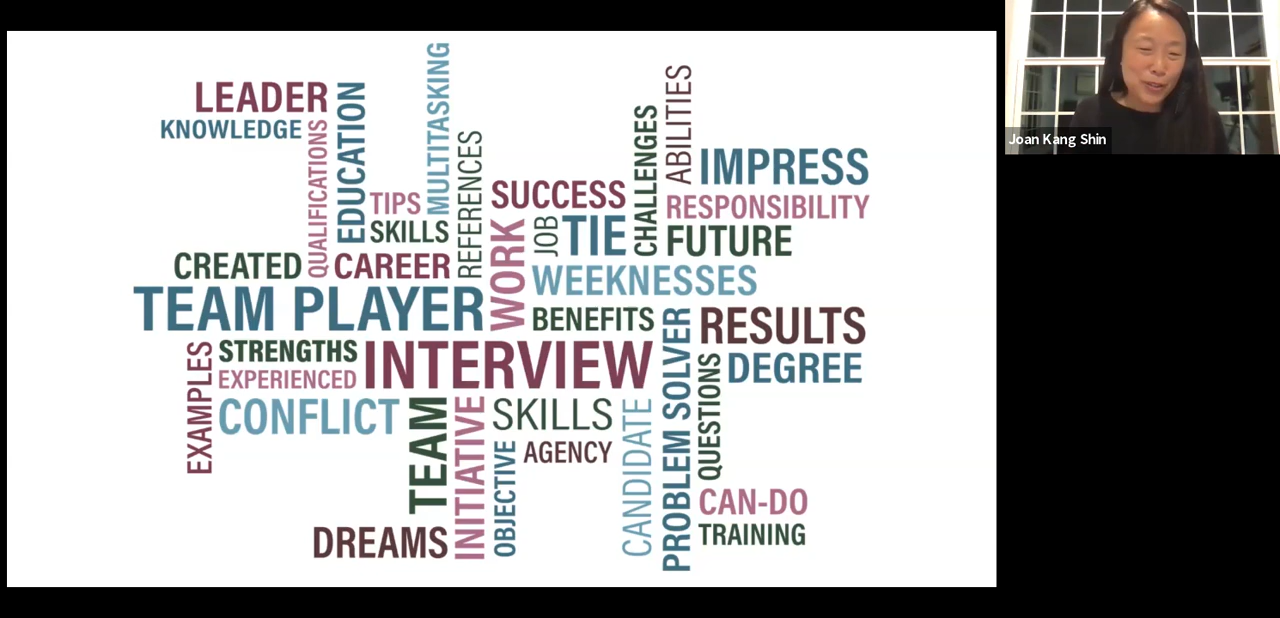 LEADER
KNOWLEDGE
QUALIFICATIONS
EDUCATION
MULTITASKING
TIPS
SKILLS
REFERENCES
CREATED
CAREER
TEAM PLAYER
WORK
SUCCESS
JOB
TIE
CHALLENGES
ABILITIES
IMPRESS
RESPONSIBILITY
FUTURE
WEEKNESSES
BENEFITS
RESULTS
DEGREE
PROBLEM SOLVER
QUESTIONS
EXAMPLES
STRENGTHS
EXPERIENCED
INTERVIEW
CONFLICT
TEAM
INITIATIVE
SKILLS
AGENCY
OBJECTIVE
CANDIDATE
CAN-DO
TRAINING
DREAMS
Joan Kang Shin